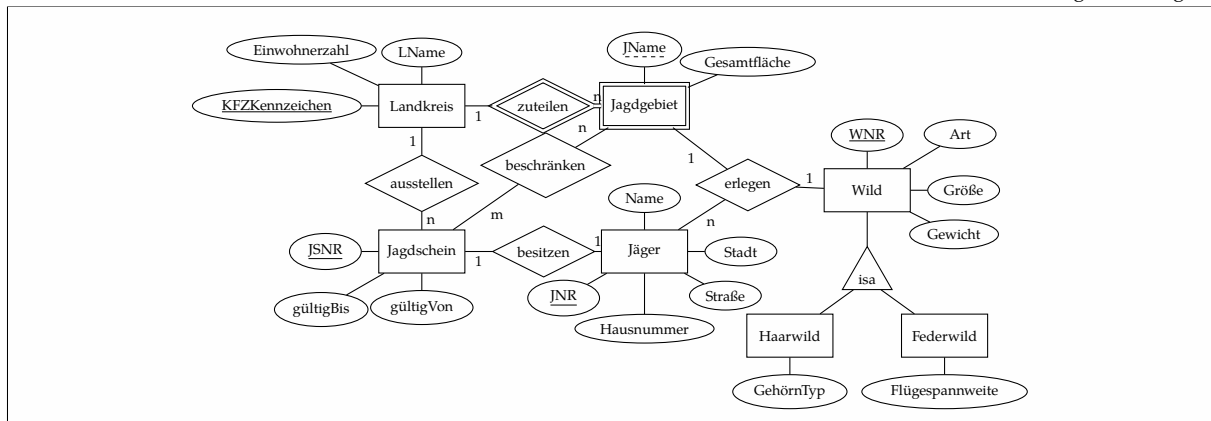 JName
Einwohnerzahl
LName
Gesamtfläche
KFZKennzeichen
Landkreis
1
zuteilen
n
Jagdgebiet
1
n
1
WNR
Art
ausstellen
beschränken
erlegen
1
Wild
Größe
Name
n
m
n
Gewicht
JSNR
Jagdschein
1
besitzen
1
Jäger
Stadt
isa
gültigBis
gültigVon
JNR
Straße
Hausnummer
Haarwild
Federwild
GehörnTyp
Flügespannweite